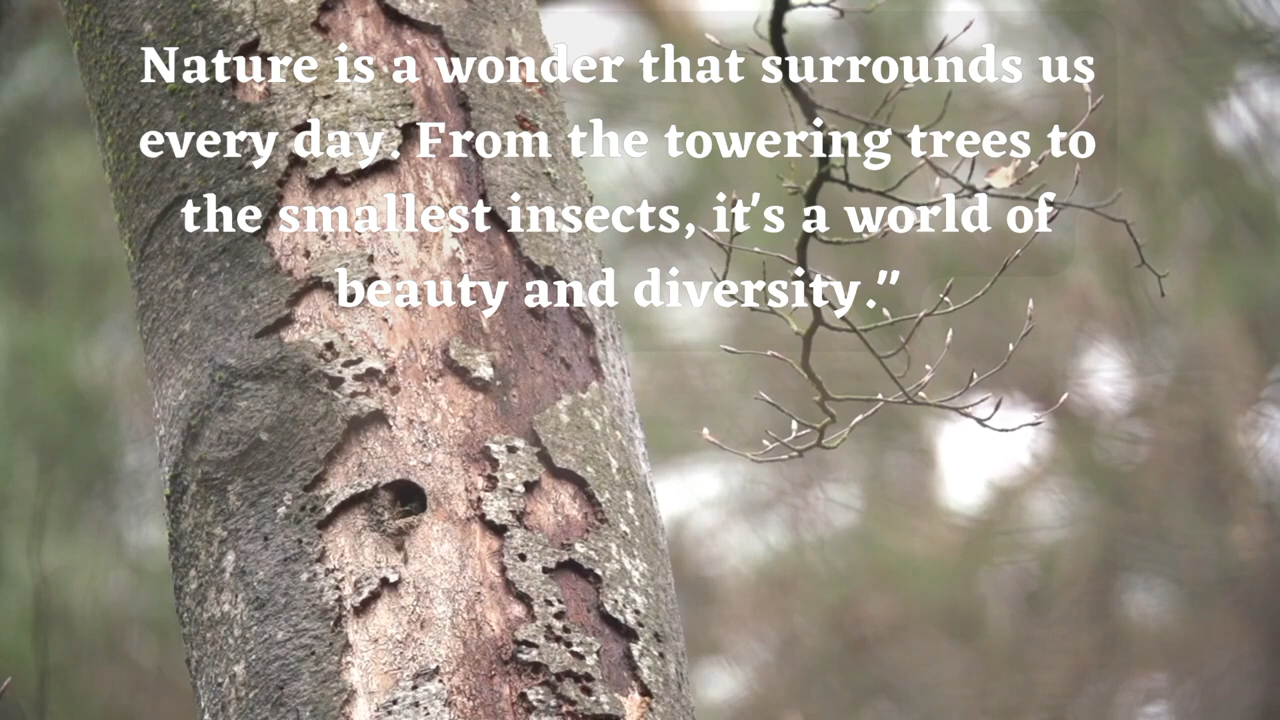 Nature is a wonder that surrounds us
every day. From the towering trees to
the smallest insects, it's a world of
beauty and diversity."